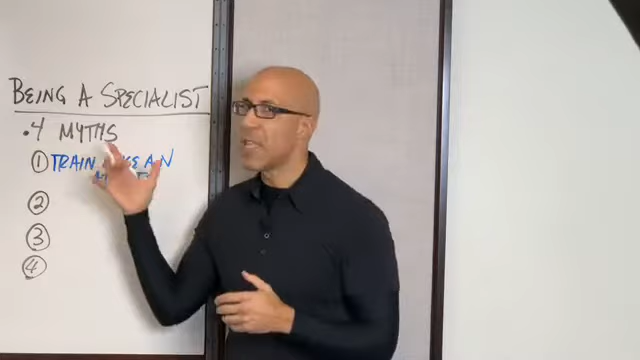 BEING A SPECIALIST
• 4 MYTHS
① TRAIN A N
②
③
④